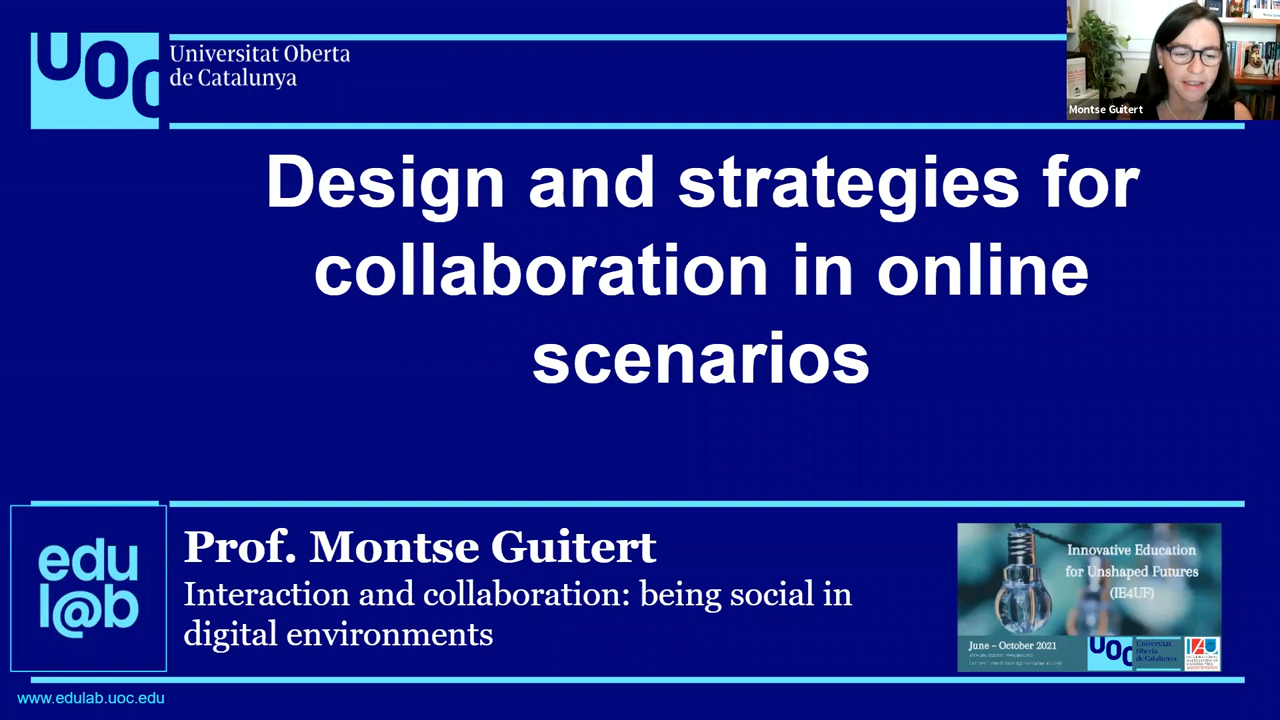 UOC
Universitat Oberta
de Catalunya
Montse Guitert
Design and strategies for
collaboration in online
scenarios
edu
l@b
Prof. Montse Guitert
Interaction and collaboration: being social in
digital environments
Innovative Education
for Unshaped Futures
(IE4UF)
June – October 2021
UOC
Universitat
Oberta
de Catalunya
IAU
www.edulab.uoc.edu